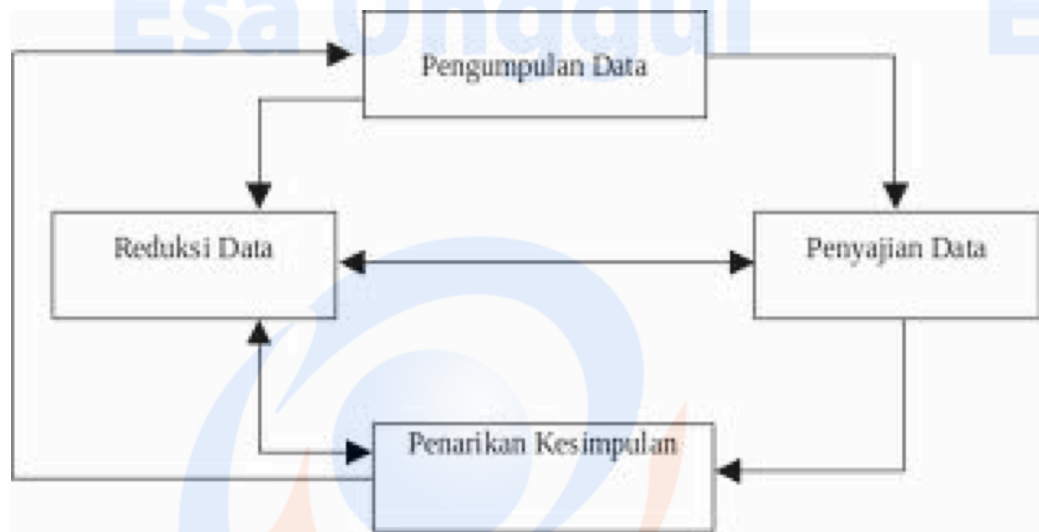 Esa Unggul
E
Pengumpulan Data
Reduksi Data
Penyajian Data
Penarikan Kesimpulan